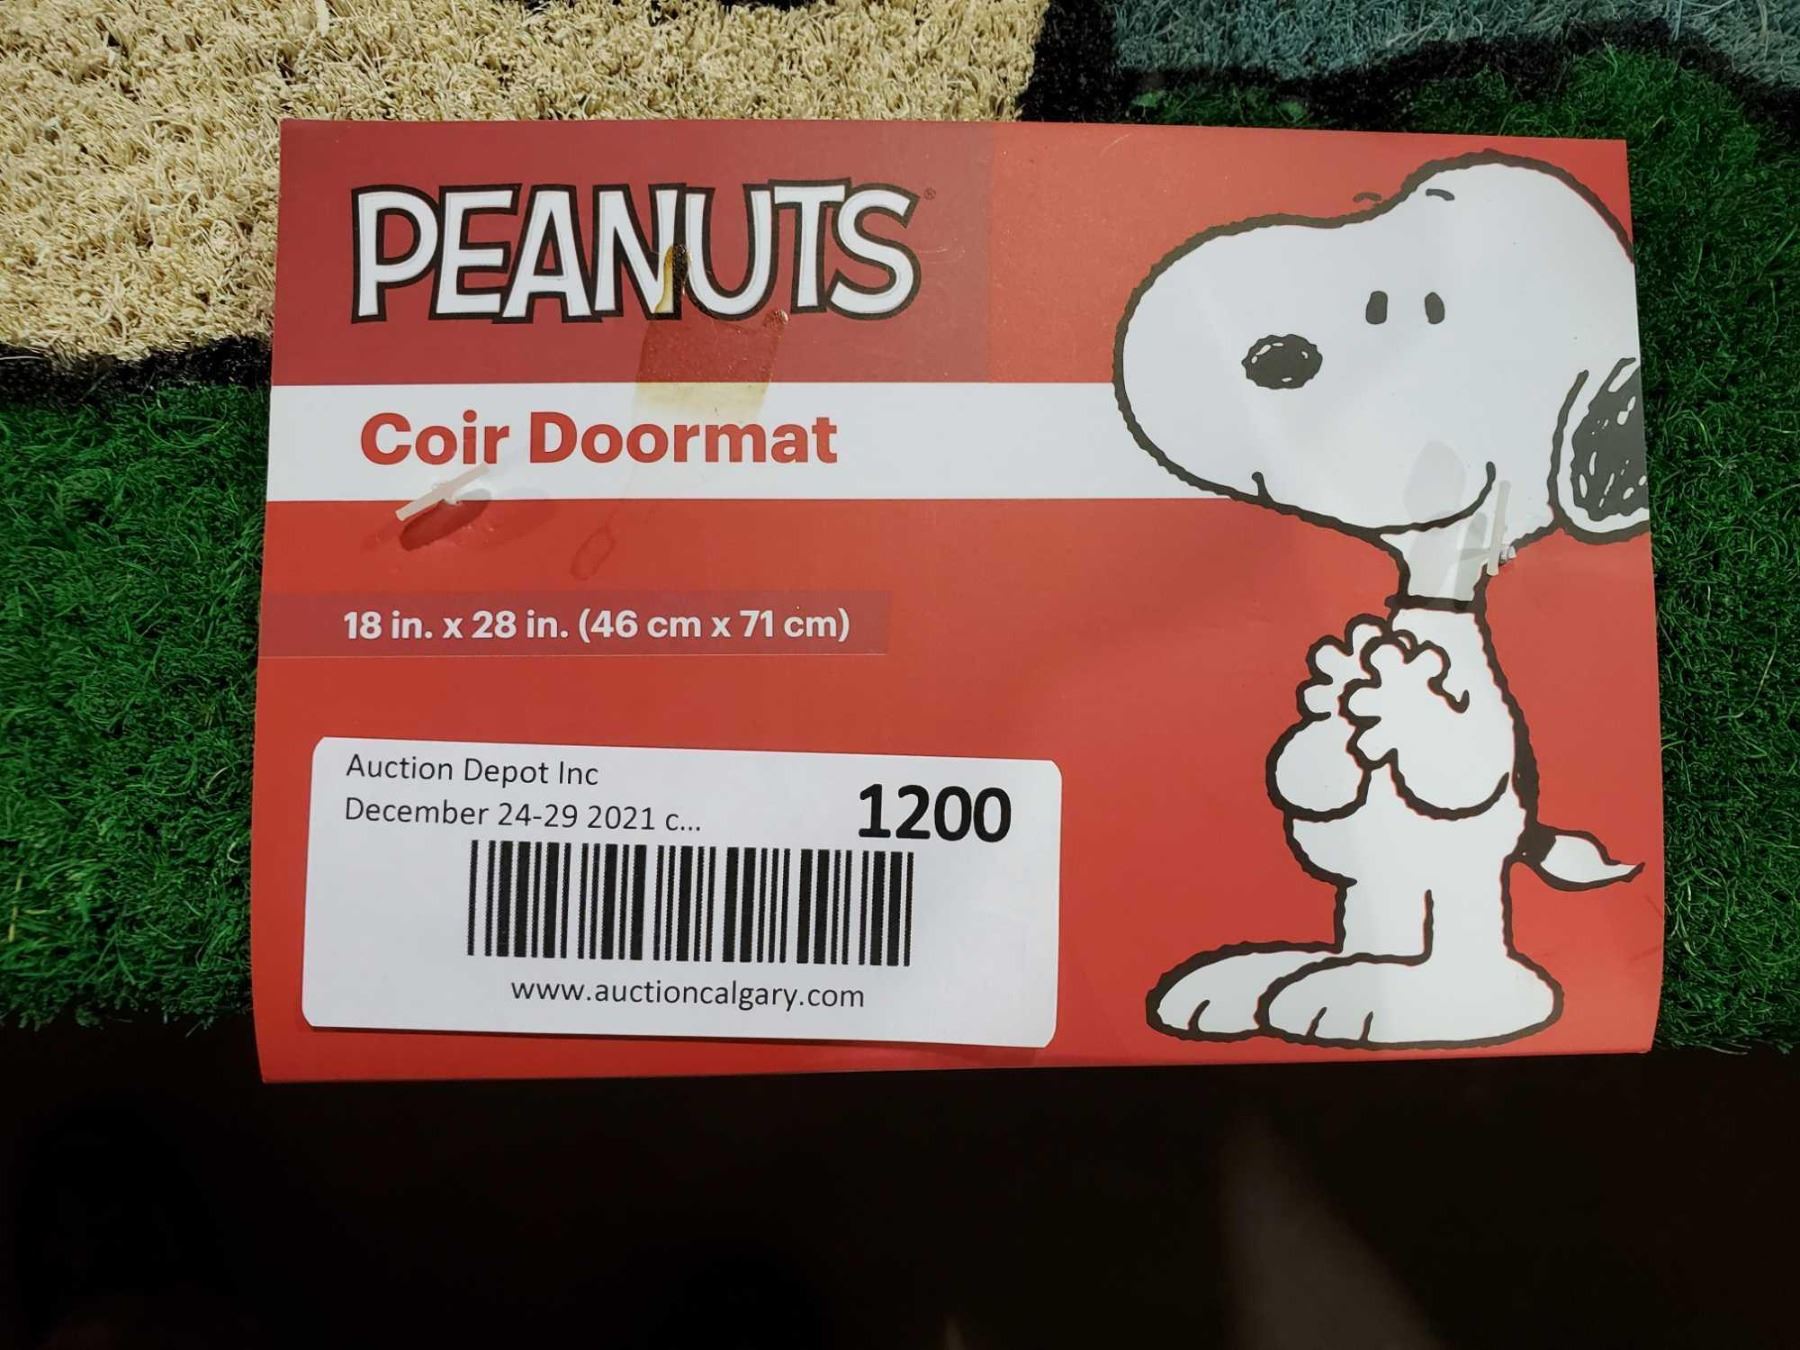 PEANUTS®
Coir Doormat
18 in. x 28 in. (46 cm x 71 cm)
Auction Depot Inc
December 24-29 2021 c...
1200
www.auctioncalgary.com